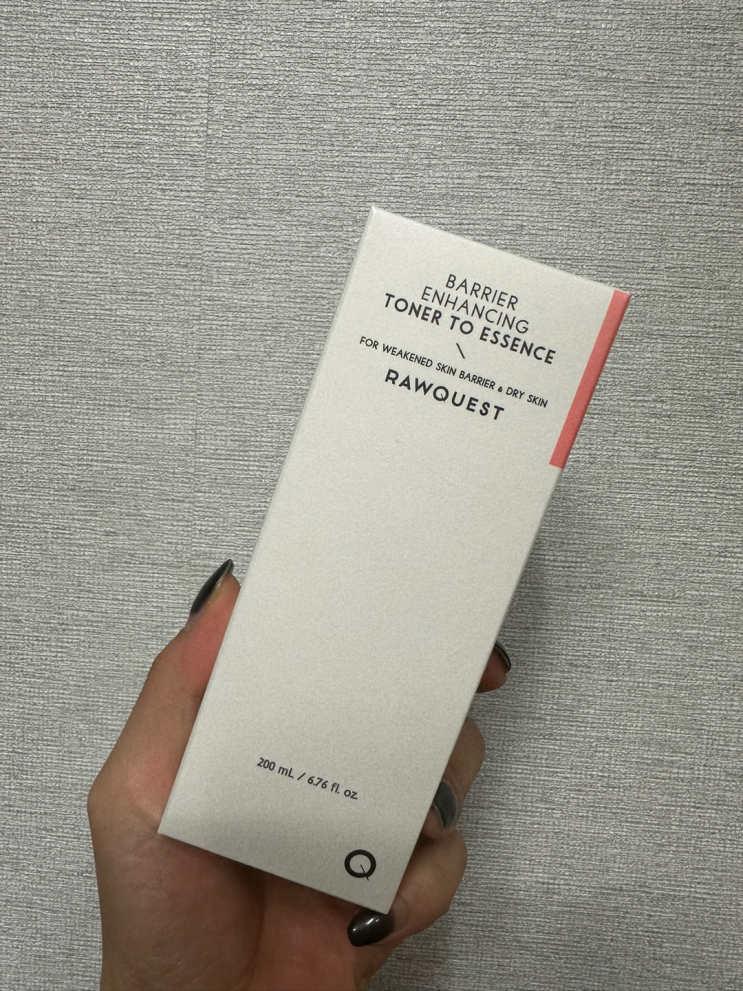 BARRIER
ENHANCING
TONER TO ESSENCE
\
FOR WEAKENED SKIN BARRIER & DRY SKIN
RAWQUEST
200 mL / 6.76 fl. oz.
Q